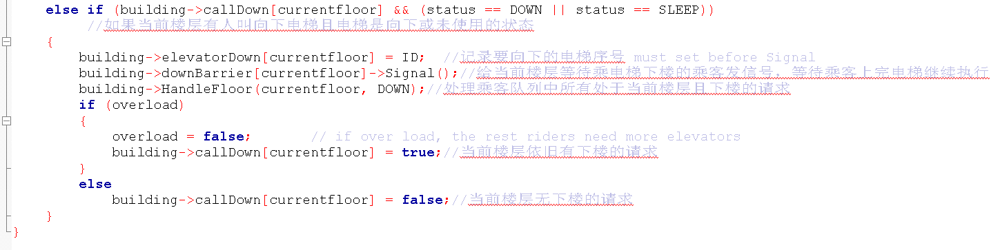 else if (building->callDown[currentfloor] && (status == DOWN || status == SLEEP))
//如果当前楼层有人叫向下电梯且电梯是向下或未使用的状态
{
building->elevatorDown[currentfloor] = ID;  //记录要向下的电梯序号 must set before Signal
building->downBarrier[currentfloor]->Signal();//给当前楼层等待乘电梯下楼的乘客发信号，等待乘客上完电梯继续执行
building->HandleFloor(currentfloor, DOWN);//处理乘客队列中所有处于当前楼层且下楼的请求
if (overload)
{
overload = false;       // if over load, the rest riders need more elevators
building->callDown[currentfloor] = true;//当前楼层依旧有下楼的请求
}
else
building->callDown[currentfloor] = false;//当前楼层无下楼的请求
}
}